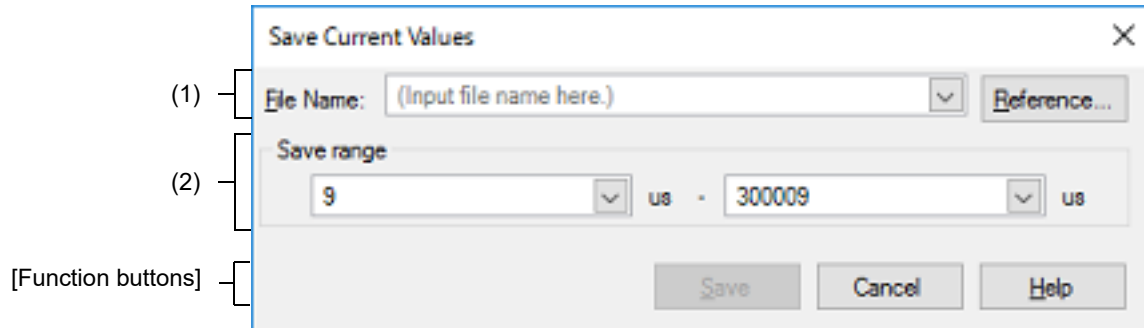 Save Current Values
(1) File Name: (Input file name here.) Reference...
Save range
(2) 9 us - 300009 us
[Function buttons] Save Cancel Help